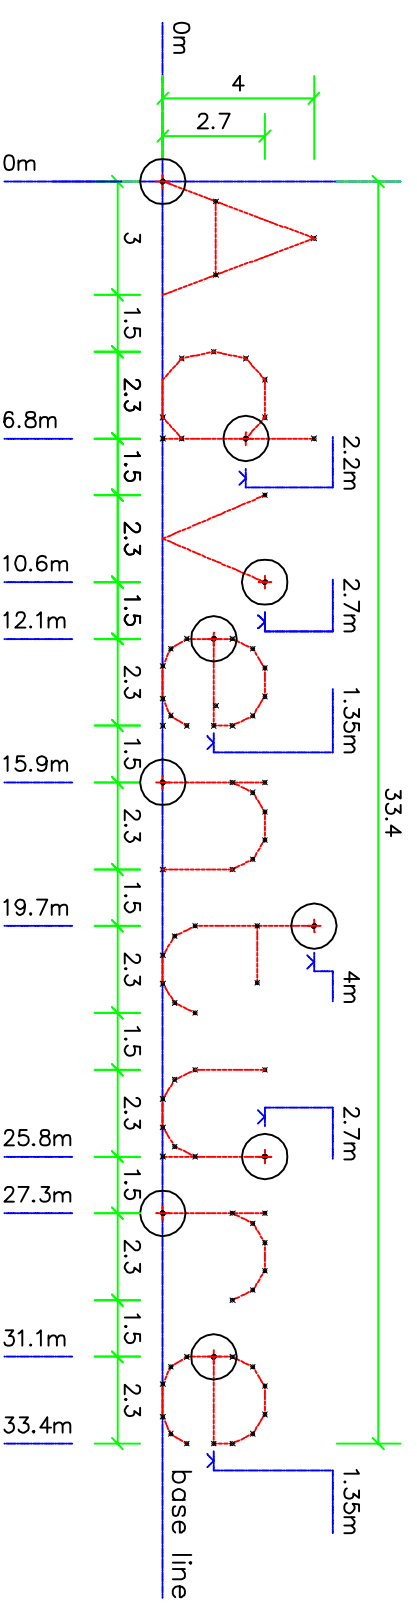 0m
4
2.7
0m
3
1.5
2.3
6.8m
2.2m
1.5
2.3
10.6m
2.7m
1.5
12.1m
2.3
1.35m
1.5
15.9m
33.4
2.3
1.5
19.7m
2.3
4m
1.5
2.3
2.7m
25.8m
1.5
27.3m
2.3
1.5
31.1m
2.3
33.4m
1.35m
base line
Adventure